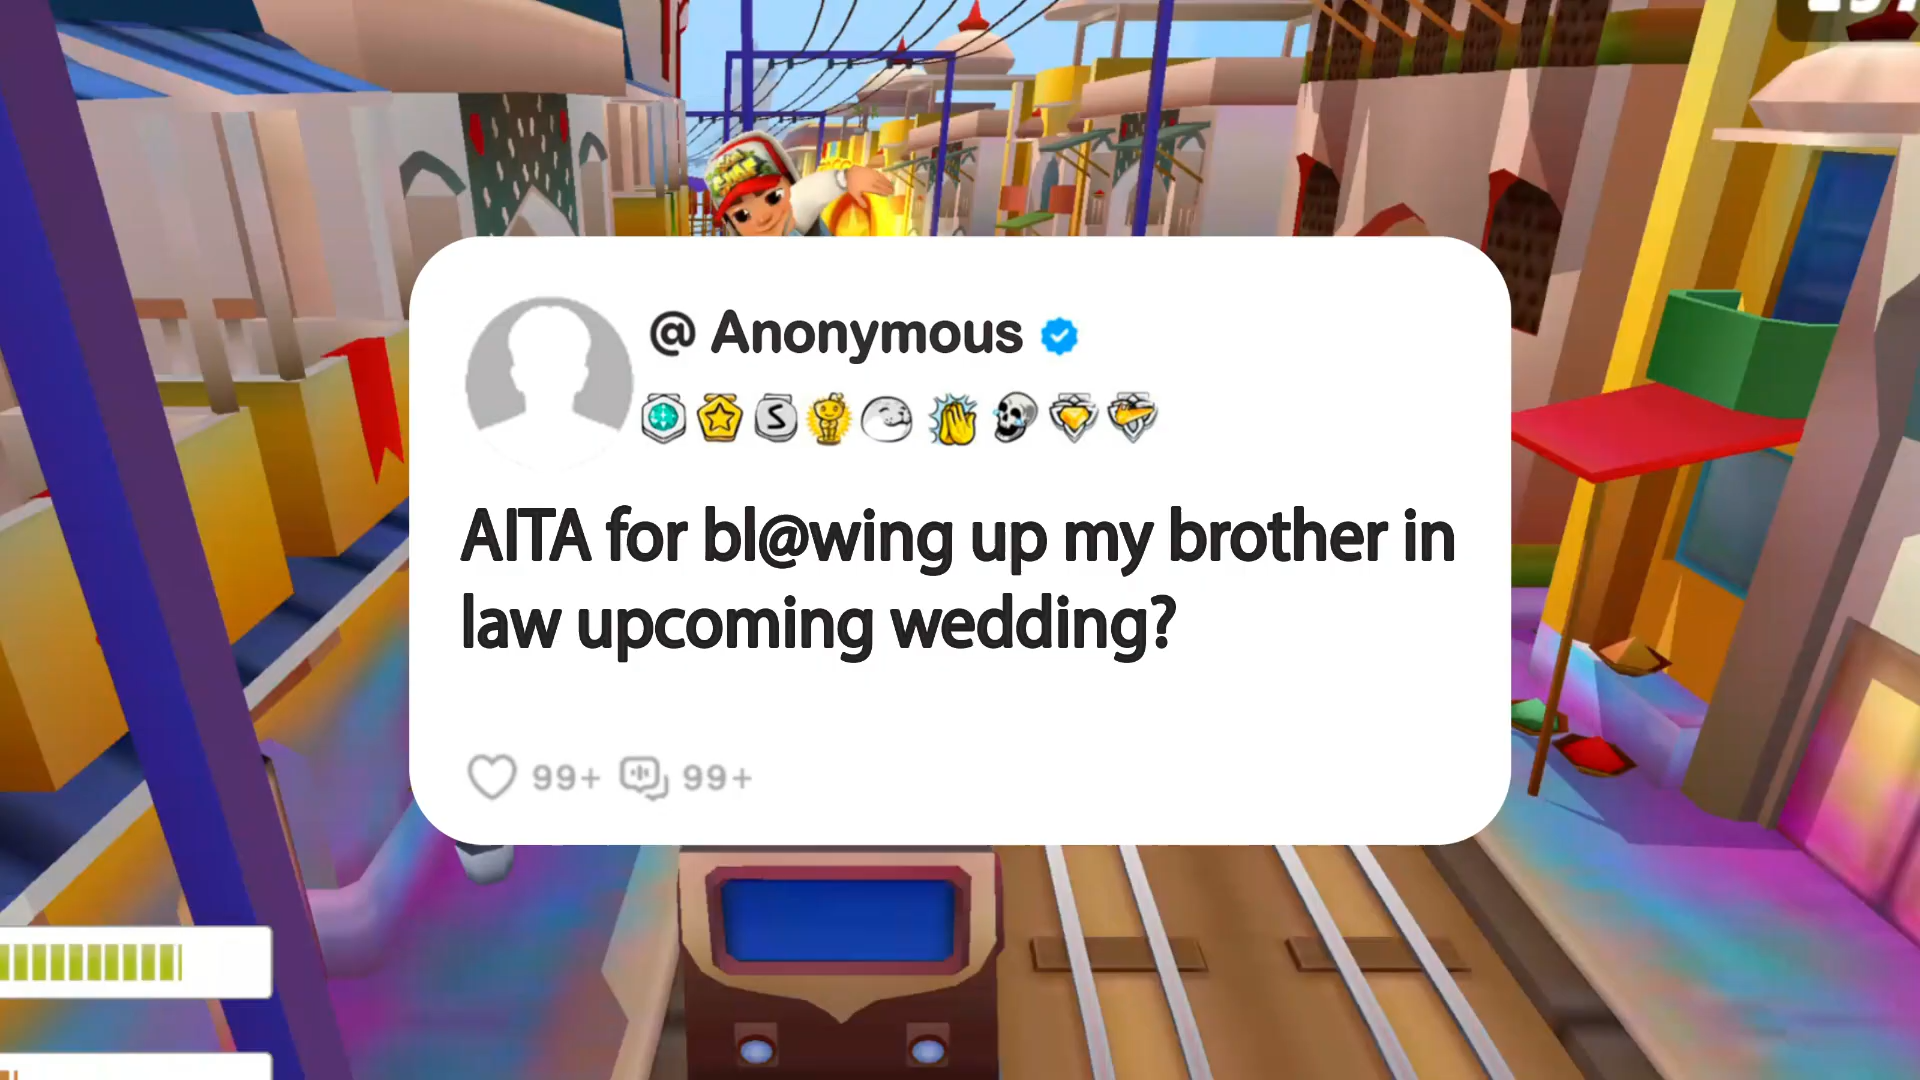 @ Anonymous
AITA for bl@wing up my brother in
law upcoming wedding?
99+ 99+